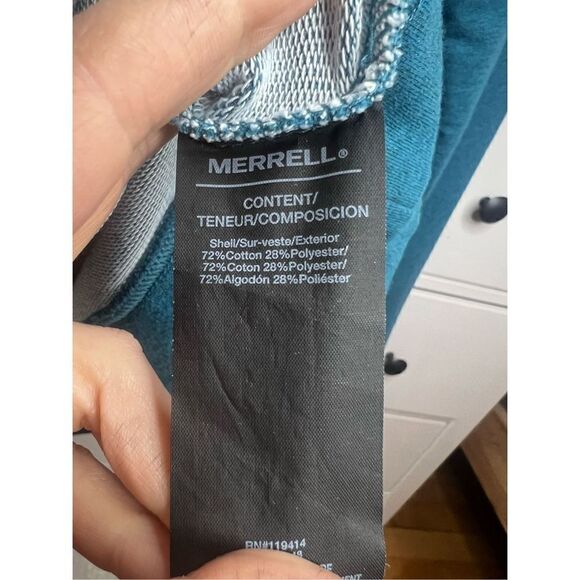 MERRELL®
CONTENT/
TENEUR/COMPOSICION
Shell/Sur-veste/Exterior
72%Cotton 28%Polyester/
72%Coton 28%Polyester/
72%Algodón 28%Poliéster
RN#119414